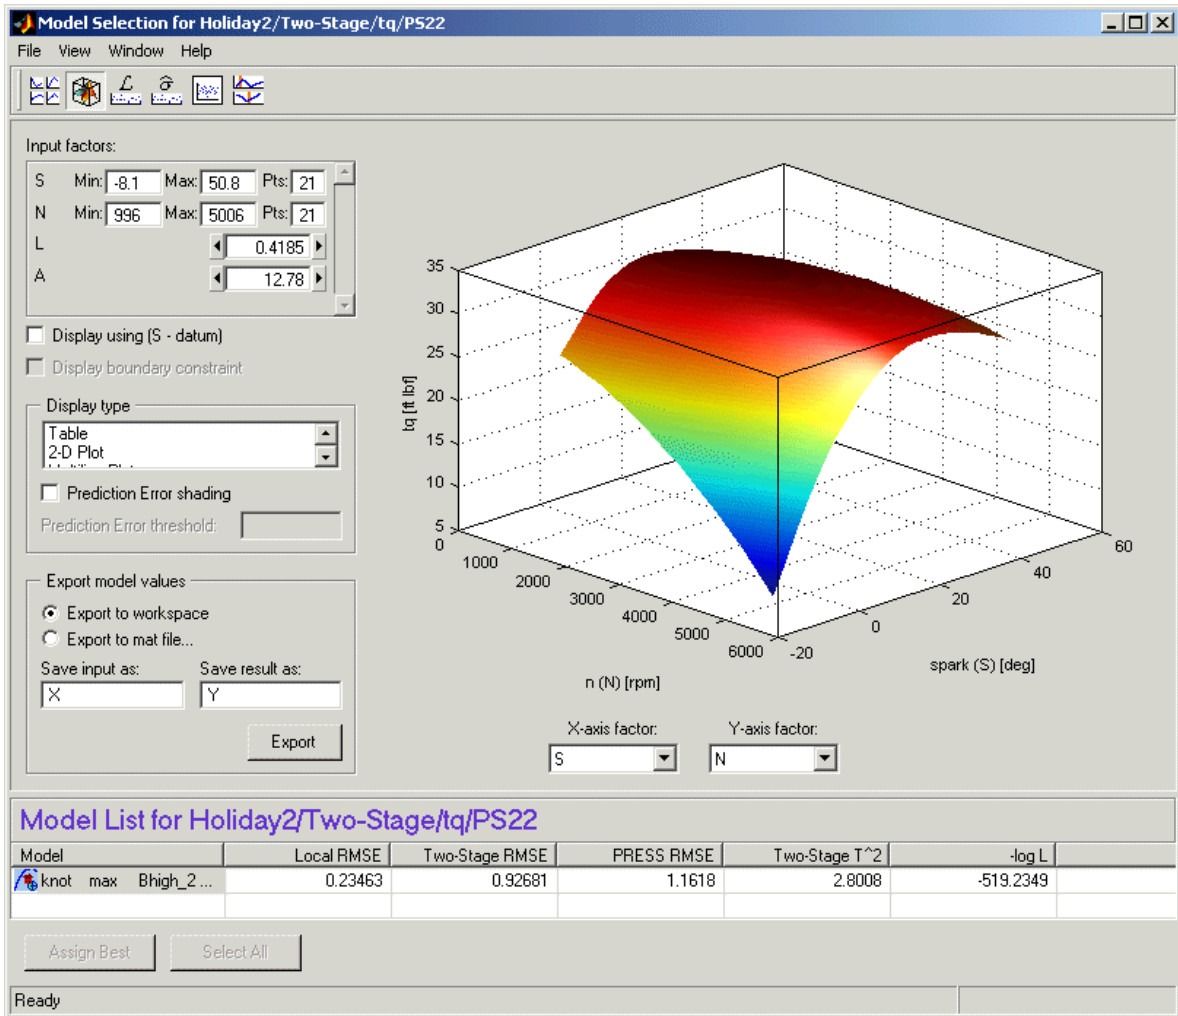 Model Selection for Holiday2/Two-Stage/tq/PS22
File View Window Help
Input factors:
S Min: -8.1 Max: 50.8 Pts: 21
N Min: 996 Max: 5006 Pts: 21
L 0.4185
A 12.78
Display using (S - datum)
Display boundary constraint
Display type
Table
2-D Plot
Prediction Error shading
Prediction Error threshold:
Export model values
Export to workspace
Export to mat file...
Save input as: Save result as:
X Y
Export
tq [ft lbf]
35
30
25
20
15
10
5
0
1000
2000
3000
4000
5000
6000
n (N) [rpm]
-20
0
20
40
60
spark (S) [deg]
X-axis factor: Y-axis factor:
S N
Model List for Holiday2/Two-Stage/tq/PS22
Model Local RMSE Two-Stage RMSE PRESS RMSE Two-Stage T^2 -log L
knot max Bhigh_2 ... 0.23463 0.92681 1.1618 2.8008 -519.2349
Assign Best Select All
Ready